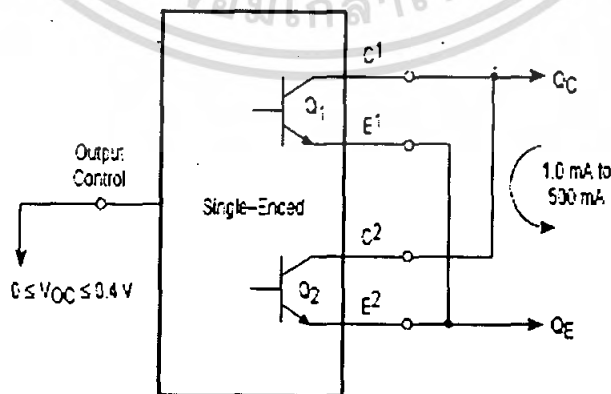 C1
QC
Q1
E1
Output
Control
1.0 mA to
500 mA
Single–Ended
C2
0 ≤ VOC ≤ 0.4 V
Q2
E2
QE